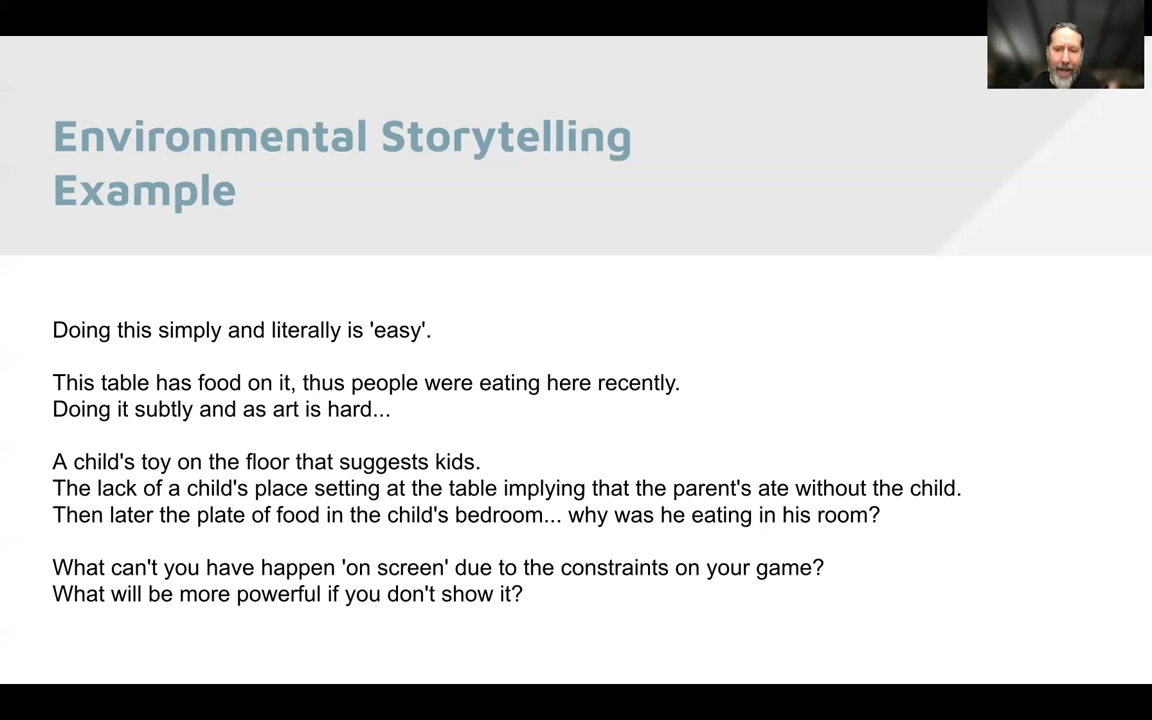 Environmental Storytelling
Example
Doing this simply and literally is 'easy'.
This table has food on it, thus people were eating here recently.
Doing it subtly and as art is hard...
A child's toy on the floor that suggests kids.
The lack of a child's place setting at the table implying that the parent's ate without the child.
Then later the plate of food in the child's bedroom... why was he eating in his room?
What can't you have happen 'on screen' due to the constraints on your game?
What will be more powerful if you don't show it?